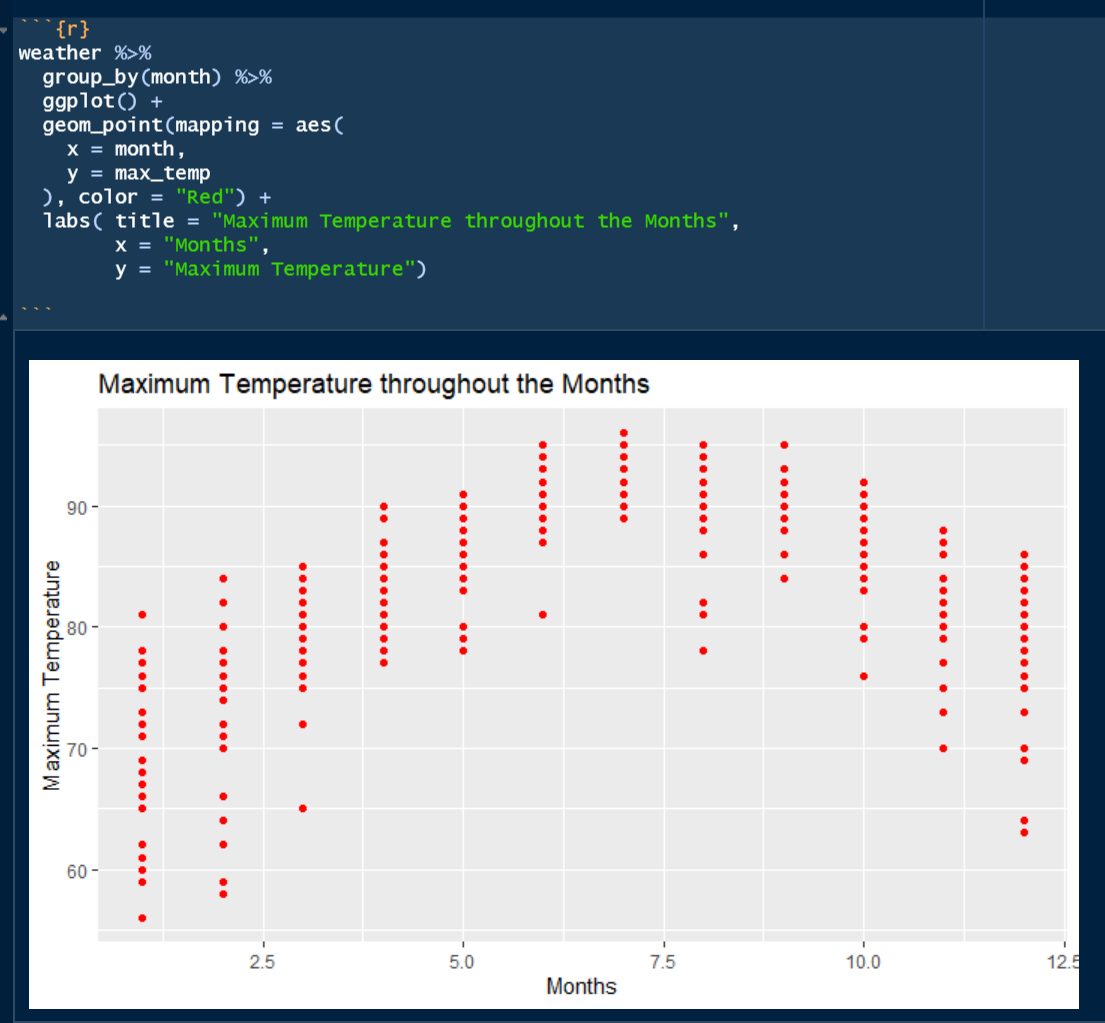 ```{r}
weather %>%
  group_by(month) %>%
  ggplot() +
  geom_point(mapping = aes(
    x = month,
    y = max_temp
  ), color = "Red") +
  labs( title = "Maximum Temperature throughout the Months",
        x = "Months",
        y = "Maximum Temperature")
```
Maximum Temperature throughout the Months
Maximum Temperature
90
80
70
60
2.5 5.0 7.5 10.0 12.5
Months